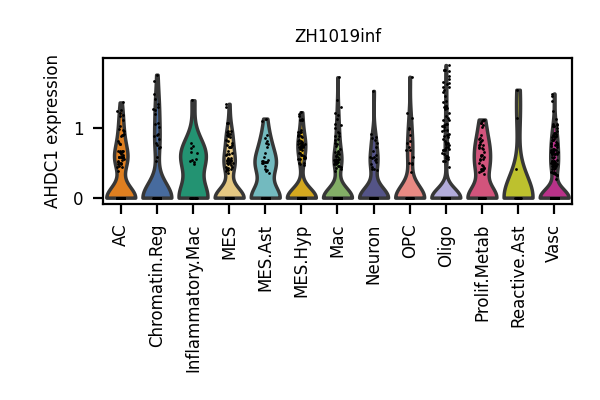 ZH1019inf
AHDC1 expression
1
0
AC
Chromatin.Reg
Inflammatory.Mac
MES
MES.Ast
MES.Hyp
Mac
Neuron
OPC
Oligo
Prolif.Metab
Reactive.Ast
Vasc